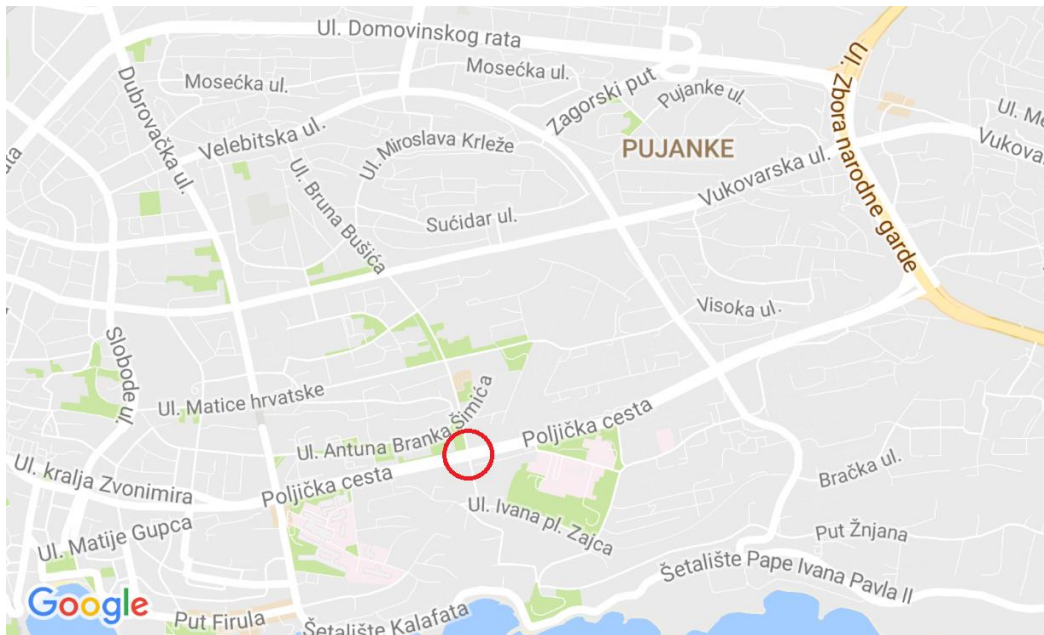 Ul. Domovinskog rata
Mosećka ul.
Mosećka ul.
Dubrovačka ul.
Velebitska ul.
Ul. Miroslava Krleže
Zagorski put
Pujanke ul.
PUJANKE
Ul. Zbora narodne garde
Ul. Me
Vukova
Vukovarska ul.
ata
Ul. Bruna Bušića
Sućidar ul.
Visoka ul.
Slobode ul.
Ul. Matice hrvatske
Ul. Antuna Branka Šimića
Poljička cesta
Poljička cesta
Ul. kralja Zvonimira
Ul. Matije Gupca
Ul. Ivana pl. Zajca
Bračka ul.
Put Žnjana
Šetalište Pape Ivana Pavla II
Google
Put Firula
Šetalište Kalafata